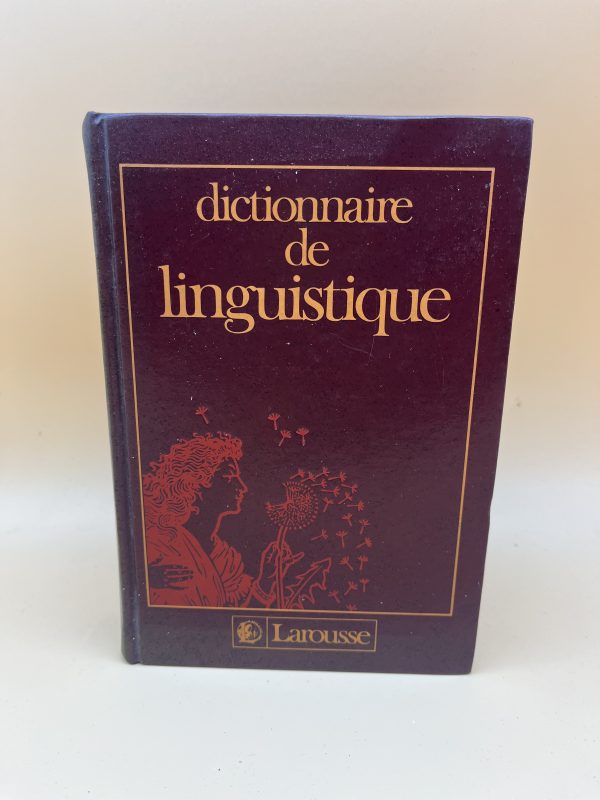 dictionnaire
de
linguistique
Larousse